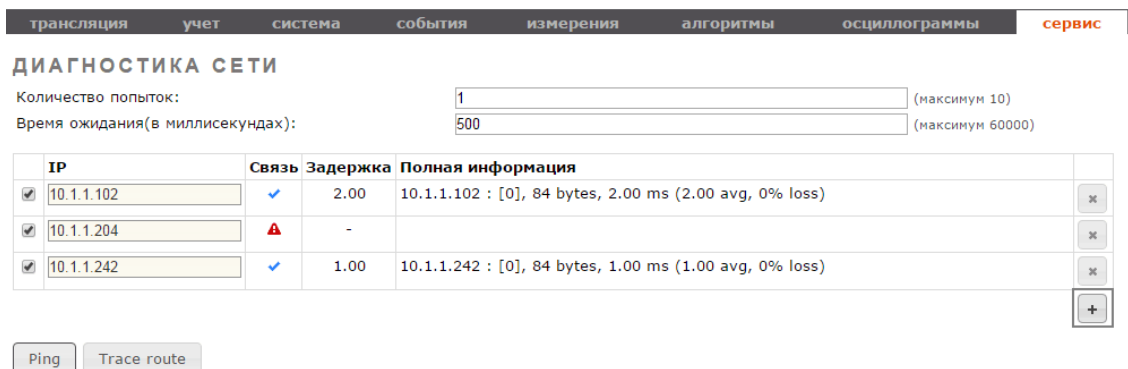 трансляция учет система события измерения алгоритмы осциллограммы сервис
ДИАГНОСТИКА СЕТИ
Количество попыток: 1 (максимум 10)
Время ожидания(в миллисекундах): 500 (максимум 60000)
IP Связь Задержка Полная информация
10.1.1.102 2.00 10.1.1.102 : [0], 84 bytes, 2.00 ms (2.00 avg, 0% loss)
10.1.1.204 -
10.1.1.242 1.00 10.1.1.242 : [0], 84 bytes, 1.00 ms (1.00 avg, 0% loss)
+
Ping Trace route